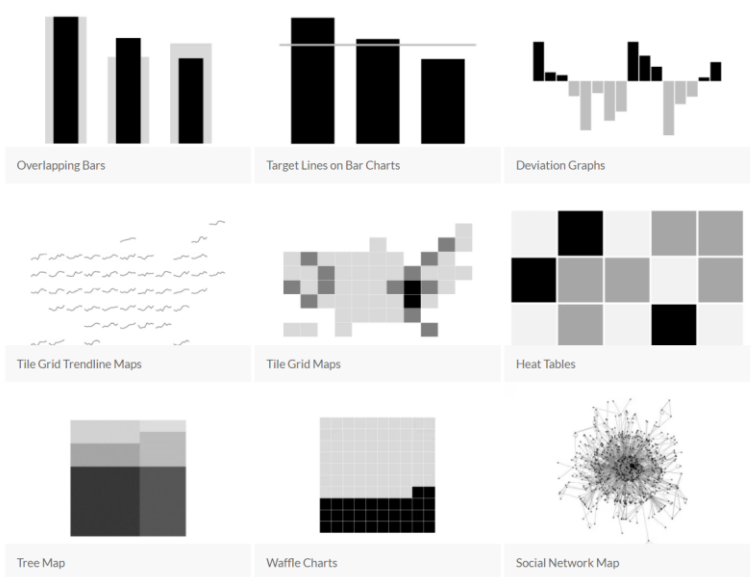 Overlapping Bars
Target Lines on Bar Charts
Deviation Graphs
Tile Grid Trendline Maps
Tile Grid Maps
Heat Tables
Tree Map
Waffle Charts
Social Network Map